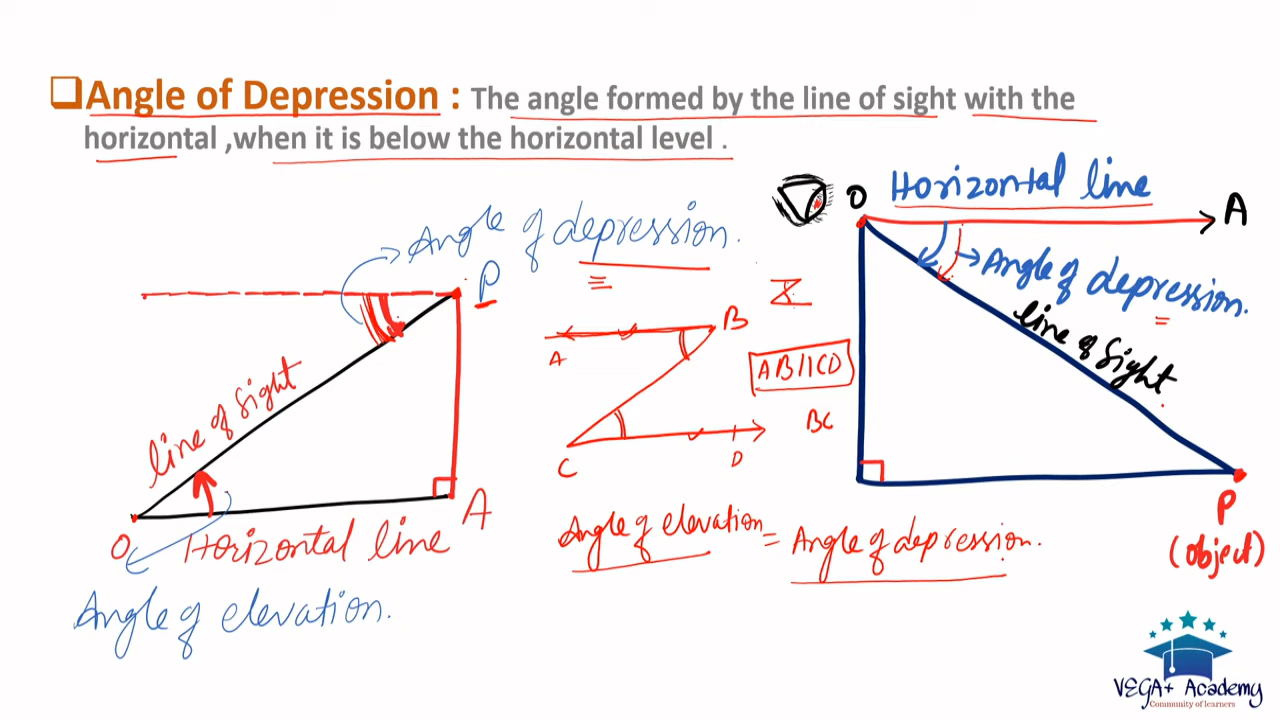 Angle of Depression : The angle formed by the line of sight with the
horizontal ,when it is below the horizontal level .
Horizontal line
O
A
Angle of depression.
P
Angle of depression.
line of sight
B
A
AB||CD
BC
C
D
line of sight
O
Horizontal line
A
Angle of elevation = Angle of depression.
P
(object)
Angle of elevation.
VEGA+ Academy
Community of learners